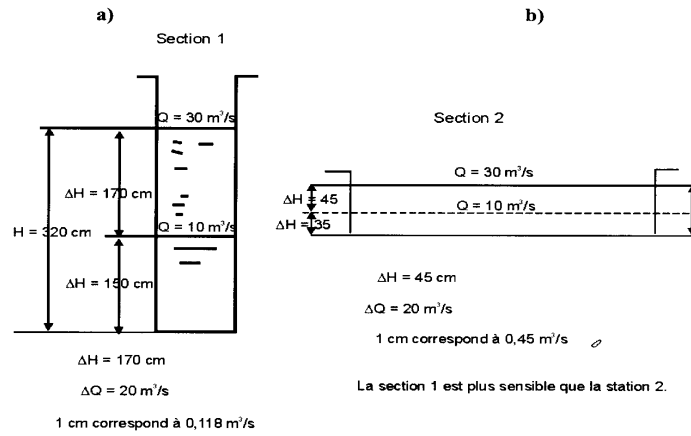 a)
Section 1
Q = 30 m³/s
ΔH = 170 cm
H = 320 cm
Q = 10 m³/s
ΔH = 150 cm
ΔH = 170 cm
ΔQ = 20 m³/s
1 cm correspond à 0,118 m³/s
b)
Section 2
Q = 30 m³/s
ΔH = 45
Q = 10 m³/s
ΔH = 35
ΔH = 45 cm
ΔQ = 20 m³/s
1 cm correspond à 0,45 m³/s
La section 1 est plus sensible que la station 2.